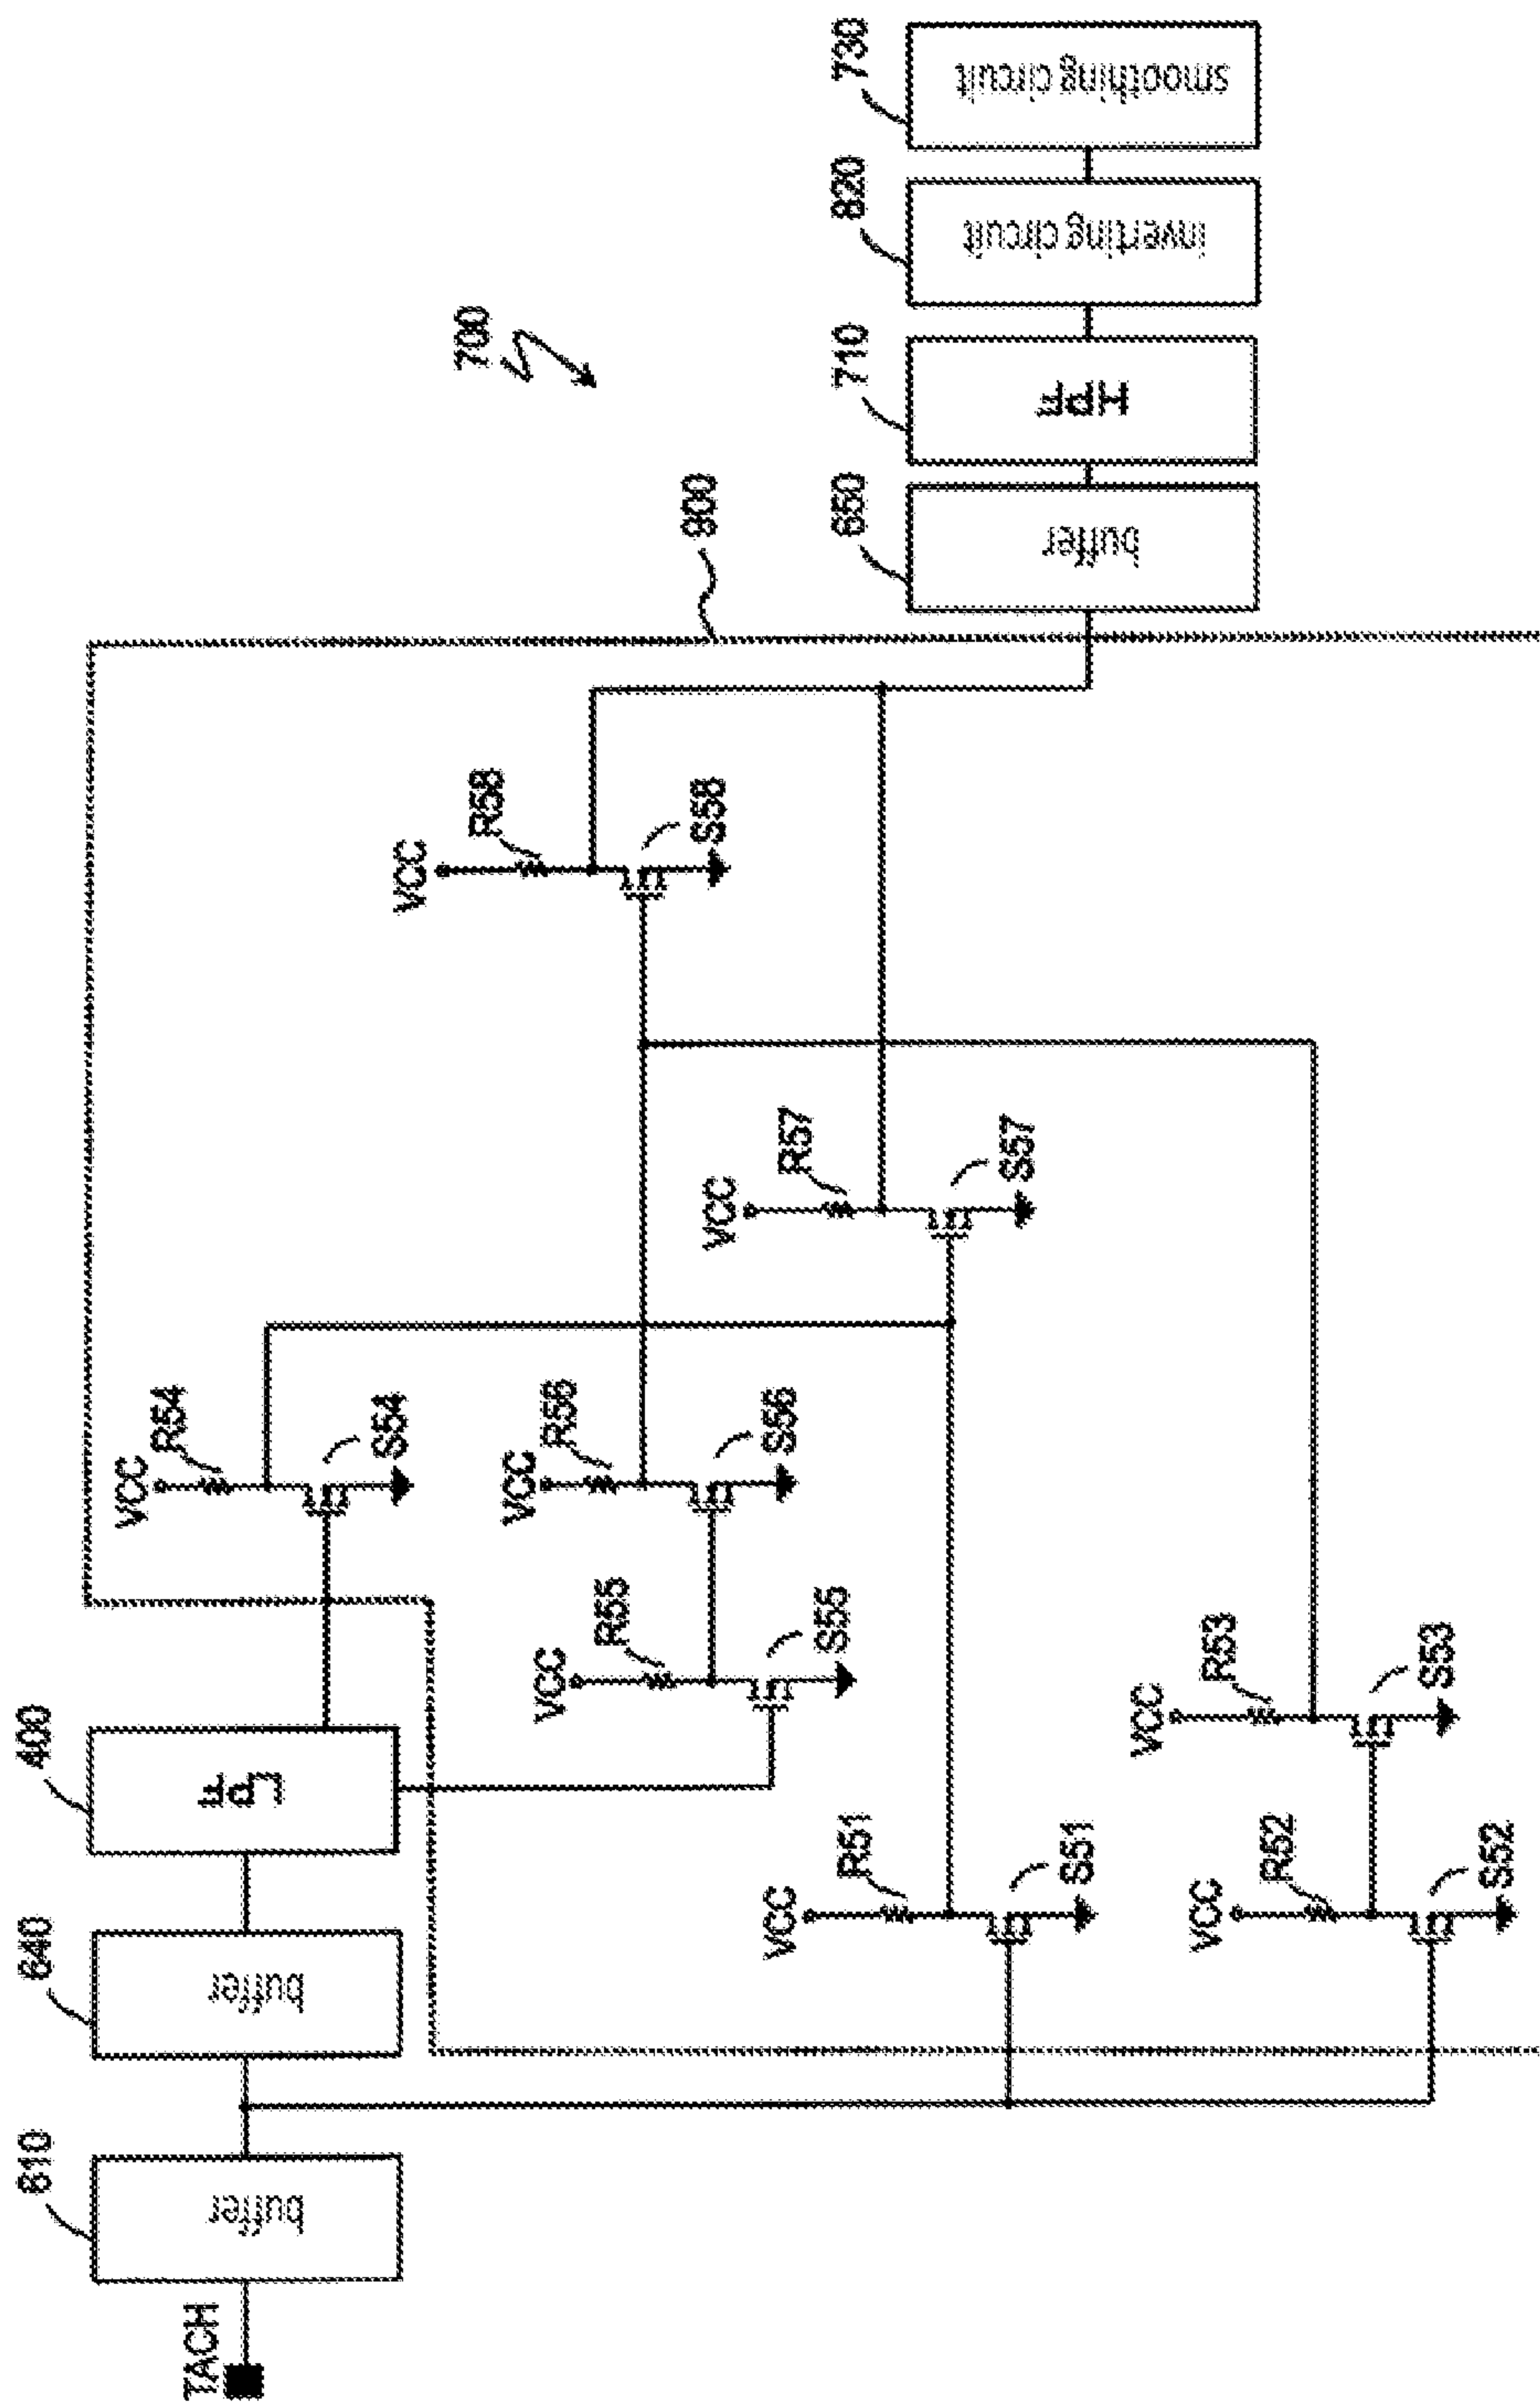 TACH
610
buffer
640
buffer
400
LPF
VCC
R54
S54
VCC
R55
S55
VCC
R56
S56
VCC
R51
S51
VCC
R52
S52
VCC
R53
S53
VCC
R57
S57
VCC
R58
S58
900
700
650
buffer
710
HPF
820
inverting circuit
730
smoothing circuit